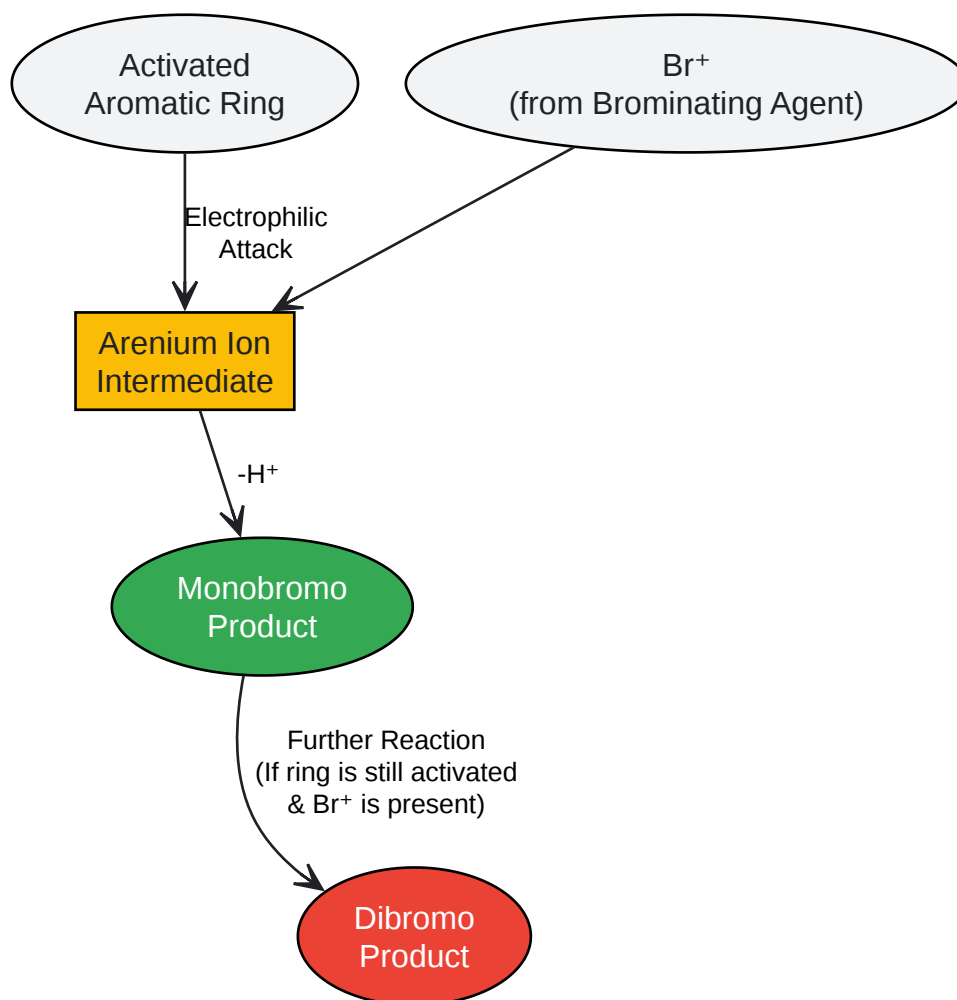 Activated
Aromatic Ring
Br⁺
(from Brominating Agent)
Electrophilic
Attack
Arenium Ion
Intermediate
-H⁺
Monobromo
Product
Further Reaction
(If ring is still activated
& Br⁺ is present)
Dibromo
Product